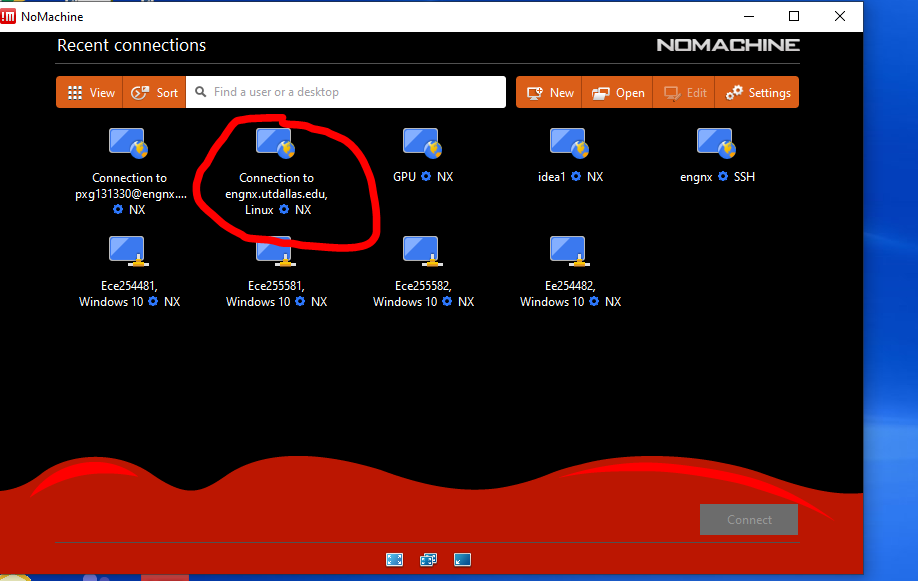 NoMachine
Recent connections
NOMACHINE
View
Sort
Find a user or a desktop
New
Open
Edit
Settings
Connection to
pxg131330@engnx....
NX
Connection to
engnx.utdallas.edu,
Linux NX
GPU NX
idea1 NX
engnx SSH
Ece254481,
Windows 10 NX
Ece255581,
Windows 10 NX
Ece255582,
Windows 10 NX
Ee254482,
Windows 10 NX
Connect